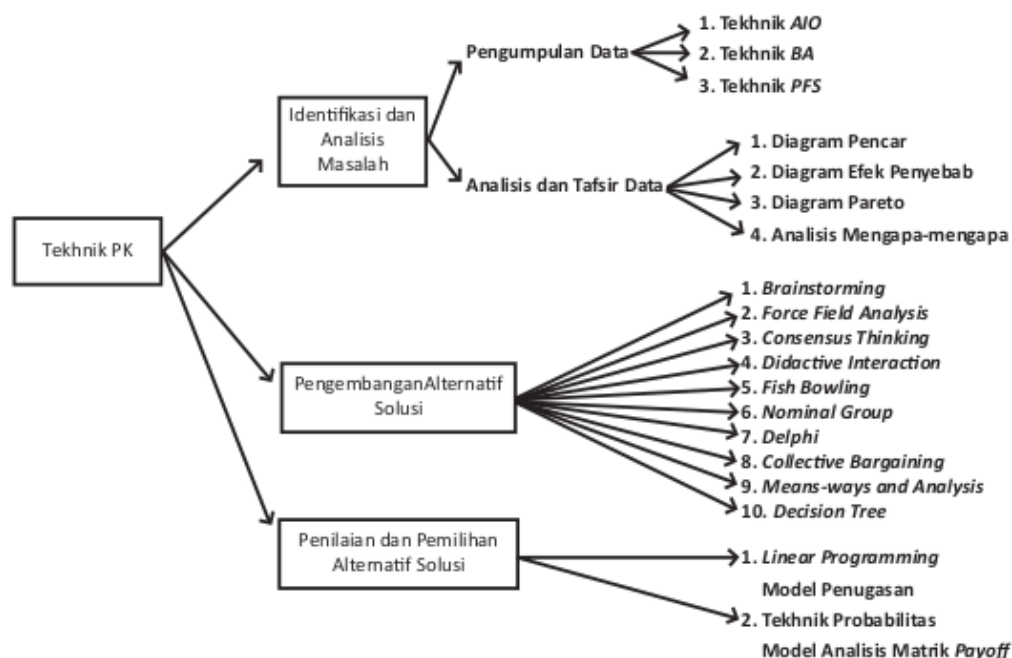 Tekhnik PK
Identifikasi dan
Analisis
Masalah
Pengumpulan Data
1. Tekhnik AIO
2. Tekhnik BA
3. Tekhnik PFS
Analisis dan Tafsir Data
1. Diagram Pencar
2. Diagram Efek Penyebab
3. Diagram Pareto
4. Analisis Mengapa-mengapa
PengembanganAlternatif
Solusi
1. Brainstorming
2. Force Field Analysis
3. Consensus Thinking
4. Didactive Interaction
5. Fish Bowling
6. Nominal Group
7. Delphi
8. Collective Bargaining
9. Means-ways and Analysis
10. Decision Tree
Penilaian dan Pemilihan
Alternatif Solusi
1. Linear Programming
Model Penugasan
2. Tekhnik Probabilitas
Model Analisis Matrik Payoff